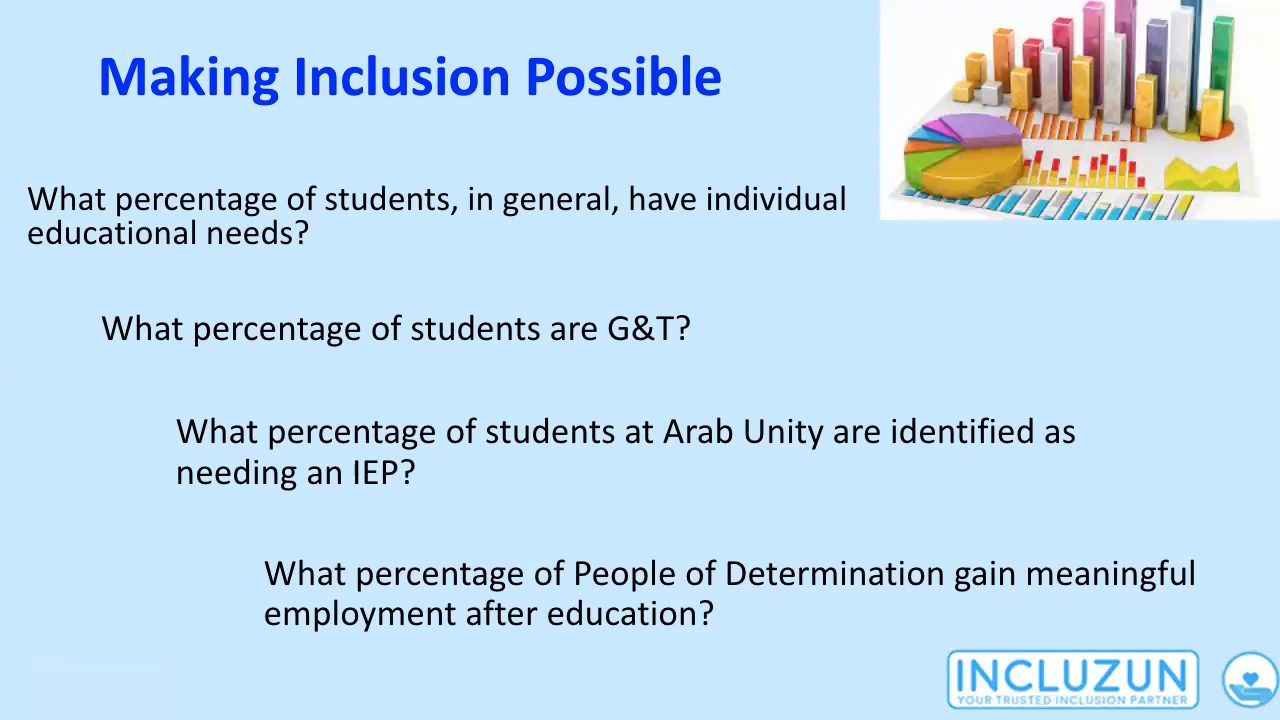 Making Inclusion Possible
What percentage of students, in general, have individual
educational needs?
What percentage of students are G&T?
What percentage of students at Arab Unity are identified as
needing an IEP?
What percentage of People of Determination gain meaningful
employment after education?
INCLUZUN
YOUR TRUSTED INCLUSION PARTNER